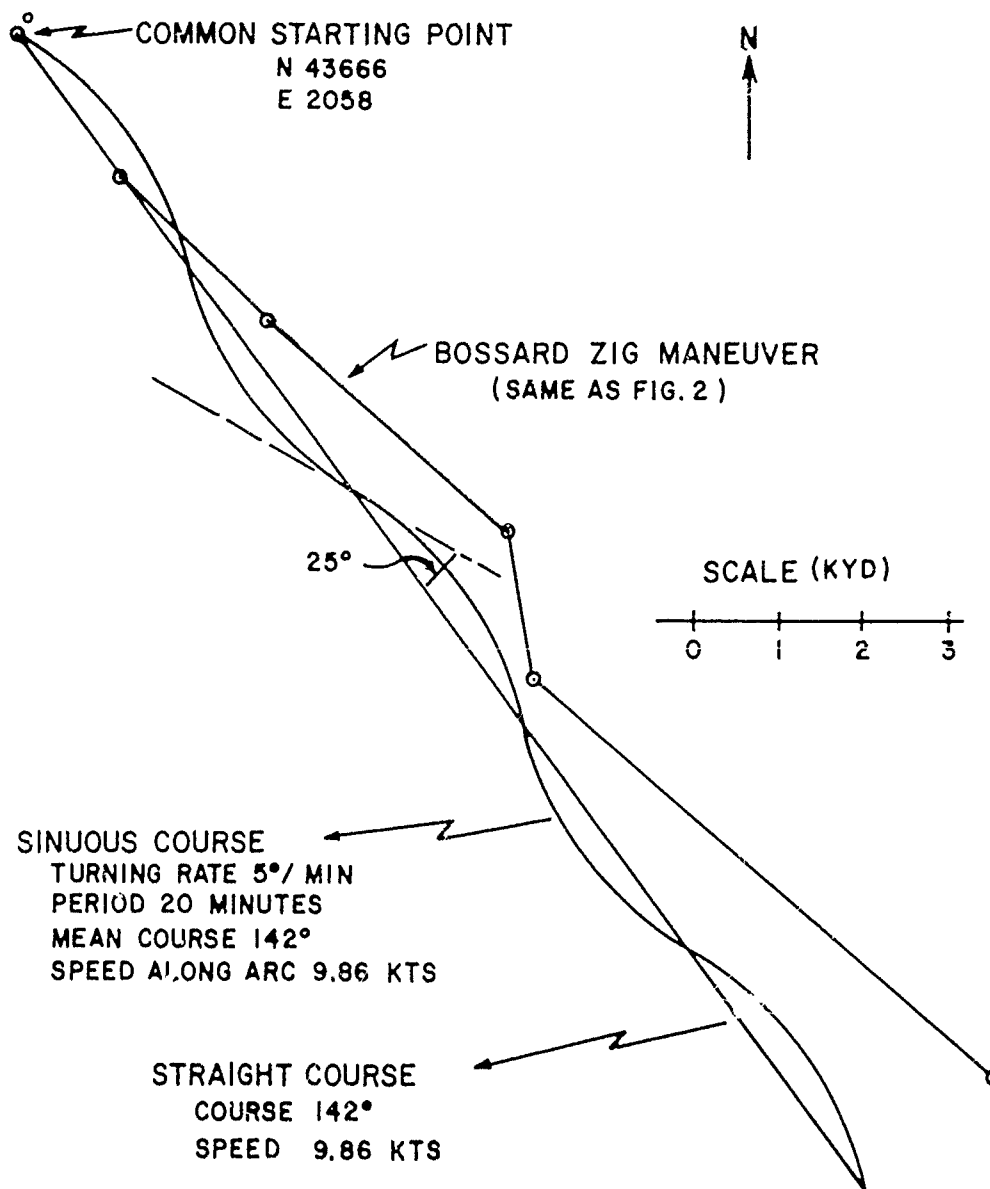 COMMON STARTING POINT
N 43666
E 2058
N
BOSSARD ZIG MANEUVER
(SAME AS FIG. 2)
25°
SCALE (KYD)
0 1 2 3
SINUOUS COURSE
TURNING RATE 5°/MIN
PERIOD 20 MINUTES
MEAN COURSE 142°
SPEED ALONG ARC 9.86 KTS
STRAIGHT COURSE
COURSE 142°
SPEED 9.86 KTS